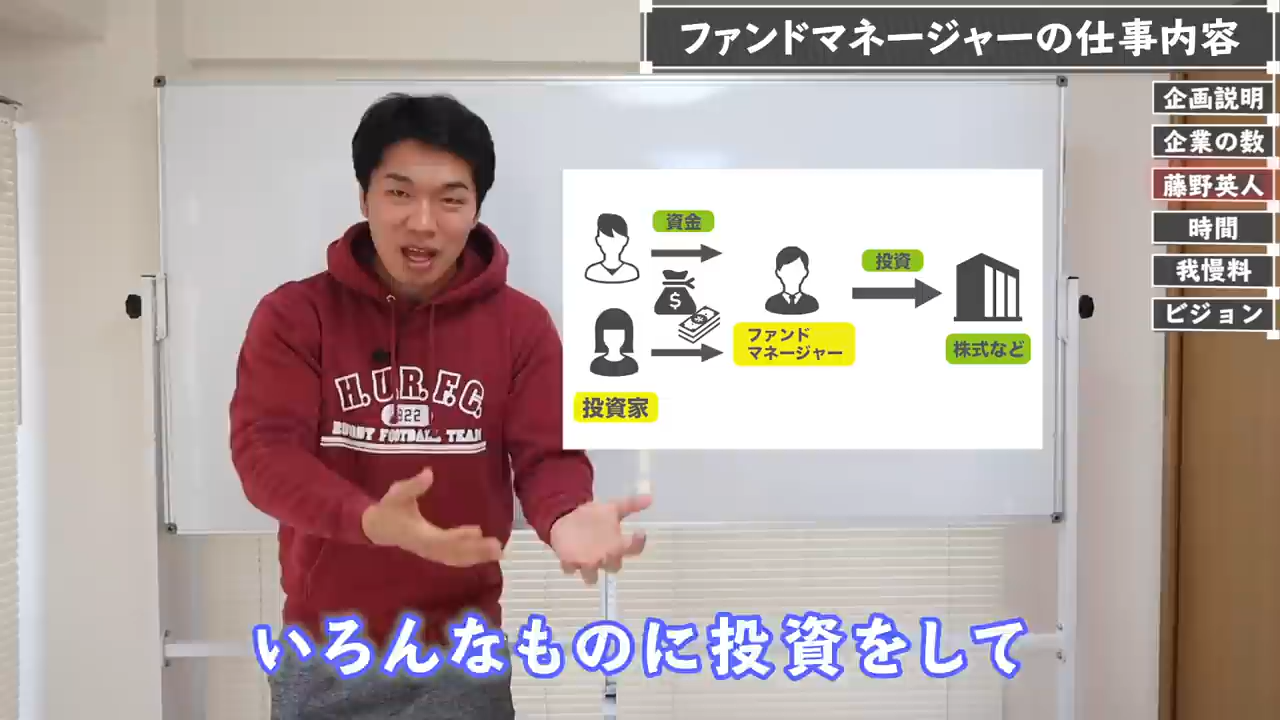 ファンドマネージャーの仕事内容
企画説明
企業の数
藤野英人
時間
我慢料
ビジョン
資金
投資
$
ファンド
マネージャー
株式など
投資家
H.U.R.F.C.
FOOTBALL TEAM
いろんなものに投資をして